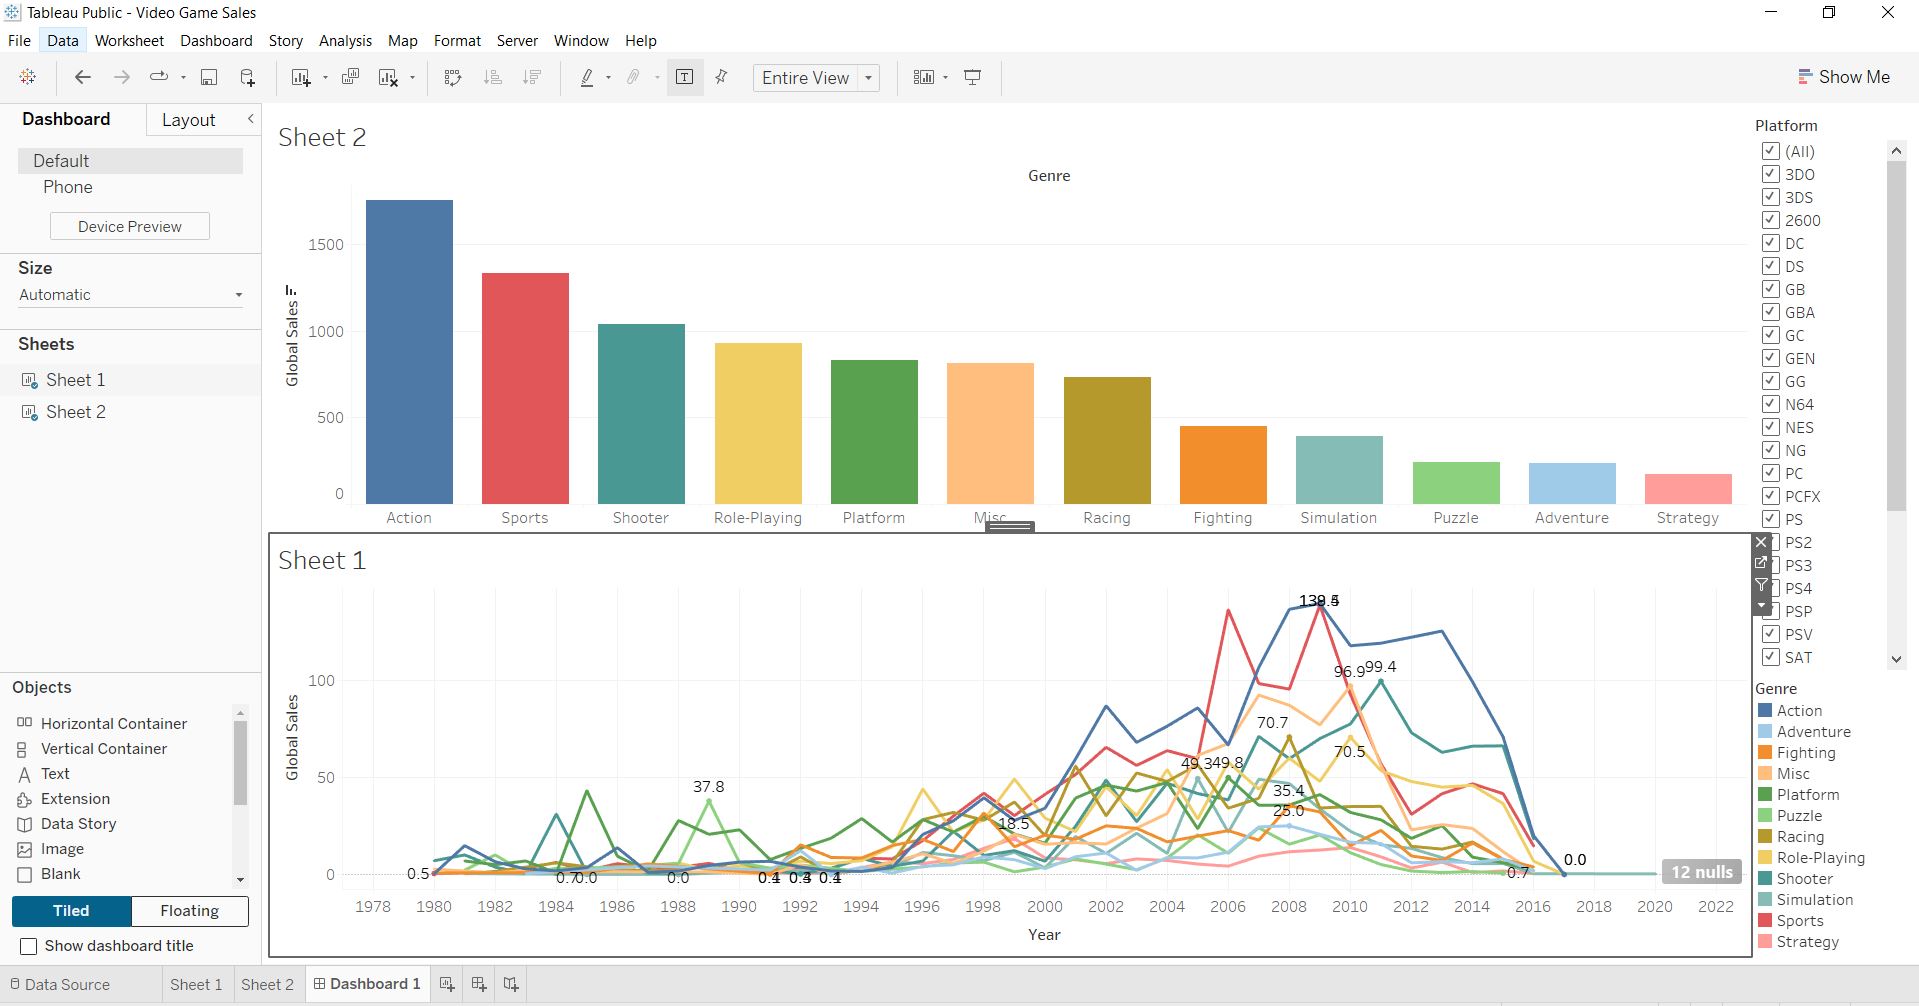 Tableau Public - Video Game Sales
File Data Worksheet Dashboard Story Analysis Map Format Server Window Help
Entire View
Show Me
Dashboard
Layout
Default
Phone
Device Preview
Size
Automatic
Sheets
Sheet 1
Sheet 2
Objects
Horizontal Container
Vertical Container
Text
Extension
Data Story
Image
Blank
Tiled Floating
Show dashboard title
Sheet 2
Genre
Global Sales
1500
1000
500
0
Action Sports Shooter Role-Playing Platform Misc Racing Fighting Simulation Puzzle Adventure Strategy
Sheet 1
Global Sales
100
50
0
96.9 99.4
70.7
70.5
49.3 49.8
37.8
35.4
25.0
18.5
0.5
0.0
0.0
0.0
0.7
12 nulls
1978 1980 1982 1984 1986 1988 1990 1992 1994 1996 1998 2000 2002 2004 2006 2008 2010 2012 2014 2016 2018 2020 2022
Year
Platform
(All)
3DO
3DS
2600
DC
DS
GB
GBA
GC
GEN
GG
N64
NES
NG
PC
PCFX
PS
PS2
PS3
PS4
PSP
PSV
SAT
Genre
Action
Adventure
Fighting
Misc
Platform
Puzzle
Racing
Role-Playing
Shooter
Simulation
Sports
Strategy
Data Source Sheet 1 Sheet 2 Dashboard 1